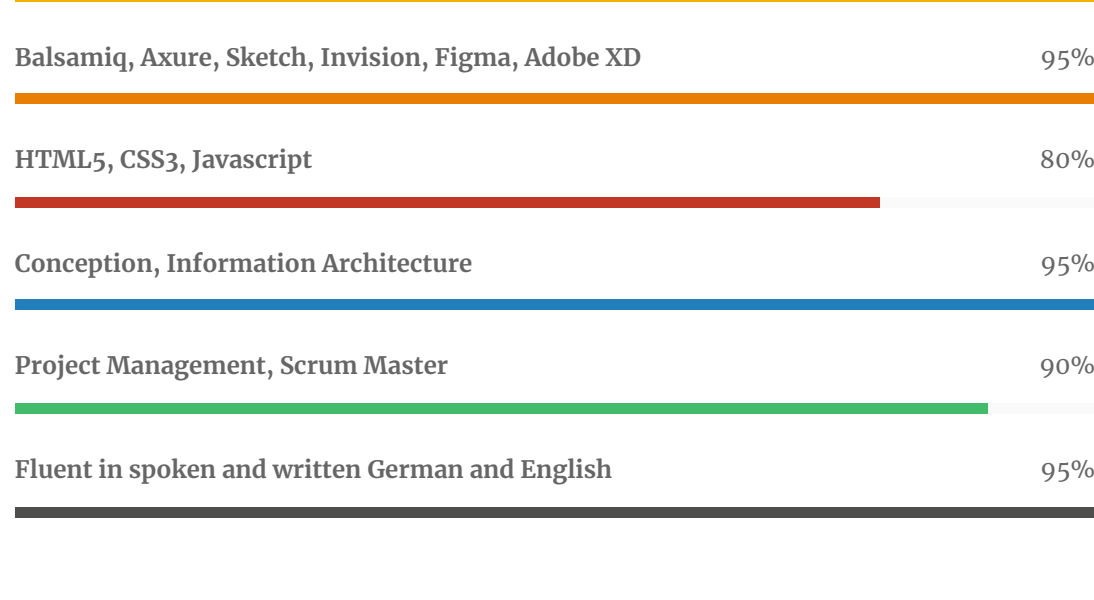 Balsamiq, Axure, Sketch, Invision, Figma, Adobe XD 95%
HTML5, CSS3, Javascript 80%
Conception, Information Architecture 95%
Project Management, Scrum Master 90%
Fluent in spoken and written German and English 95%